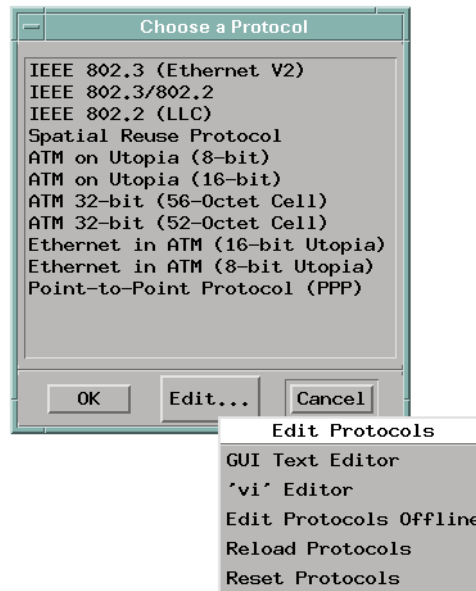 Choose a Protocol
IEEE 802.3 (Ethernet V2)
IEEE 802.3/802.2
IEEE 802.2 (LLC)
Spatial Reuse Protocol
ATM on Utopia (8-bit)
ATM on Utopia (16-bit)
ATM 32-bit (56-Octet Cell)
ATM 32-bit (52-Octet Cell)
Ethernet in ATM (16-bit Utopia)
Ethernet in ATM (8-bit Utopia)
Point-to-Point Protocol (PPP)
OK Edit... Cancel
Edit Protocols
GUI Text Editor
'vi' Editor
Edit Protocols Offline
Reload Protocols
Reset Protocols